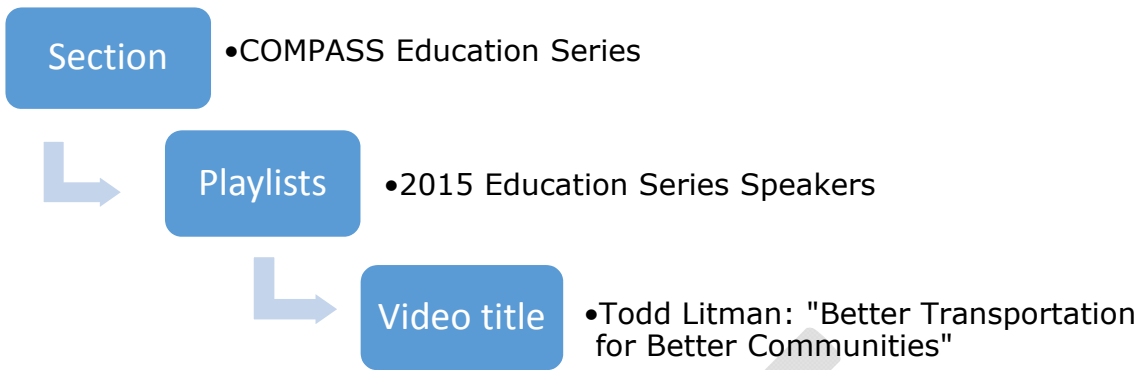 Section
•COMPASS Education Series
Playlists
•2015 Education Series Speakers
Video title
•Todd Litman: "Better Transportation
for Better Communities"